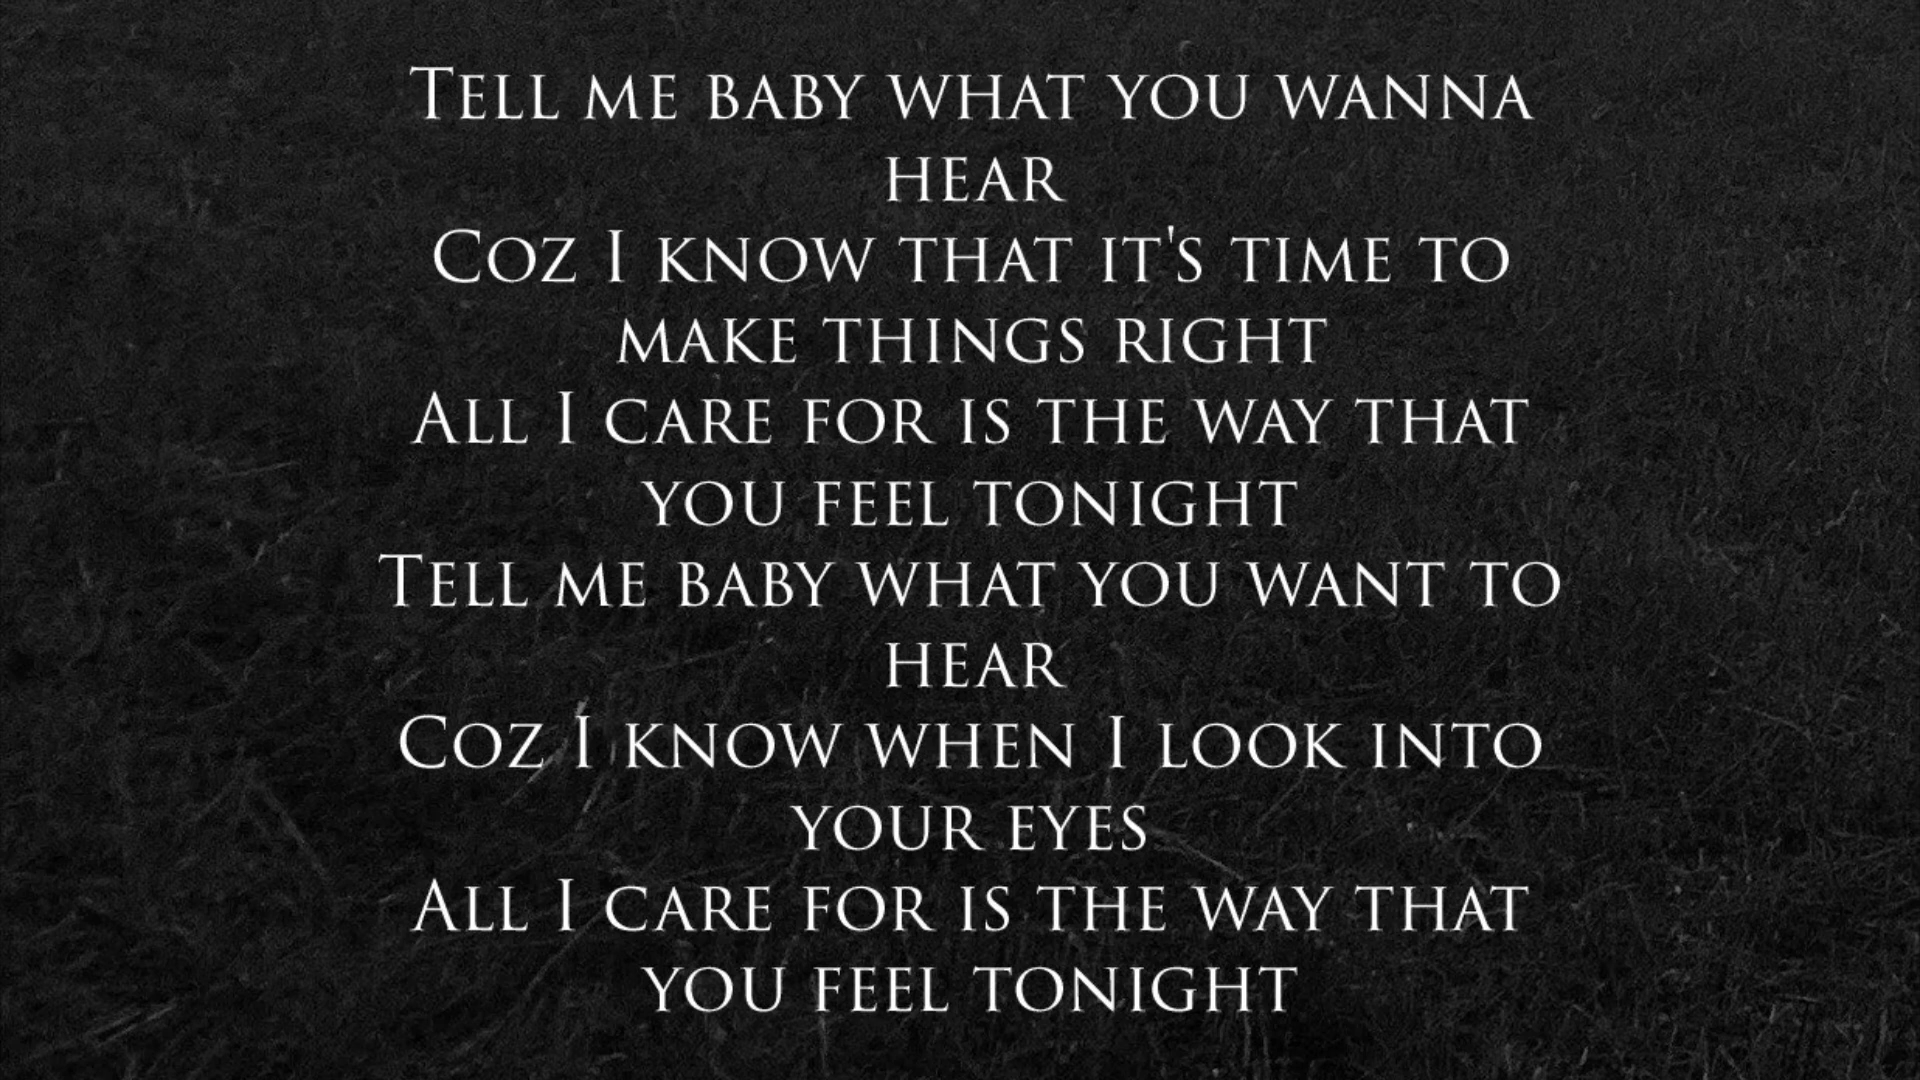 Tell me baby what you wanna
hear
Coz I know that it's time to
make things right
All I care for is the way that
you feel tonight
Tell me baby what you want to
hear
Coz I know when I look into
your eyes
All I care for is the way that
you feel tonight